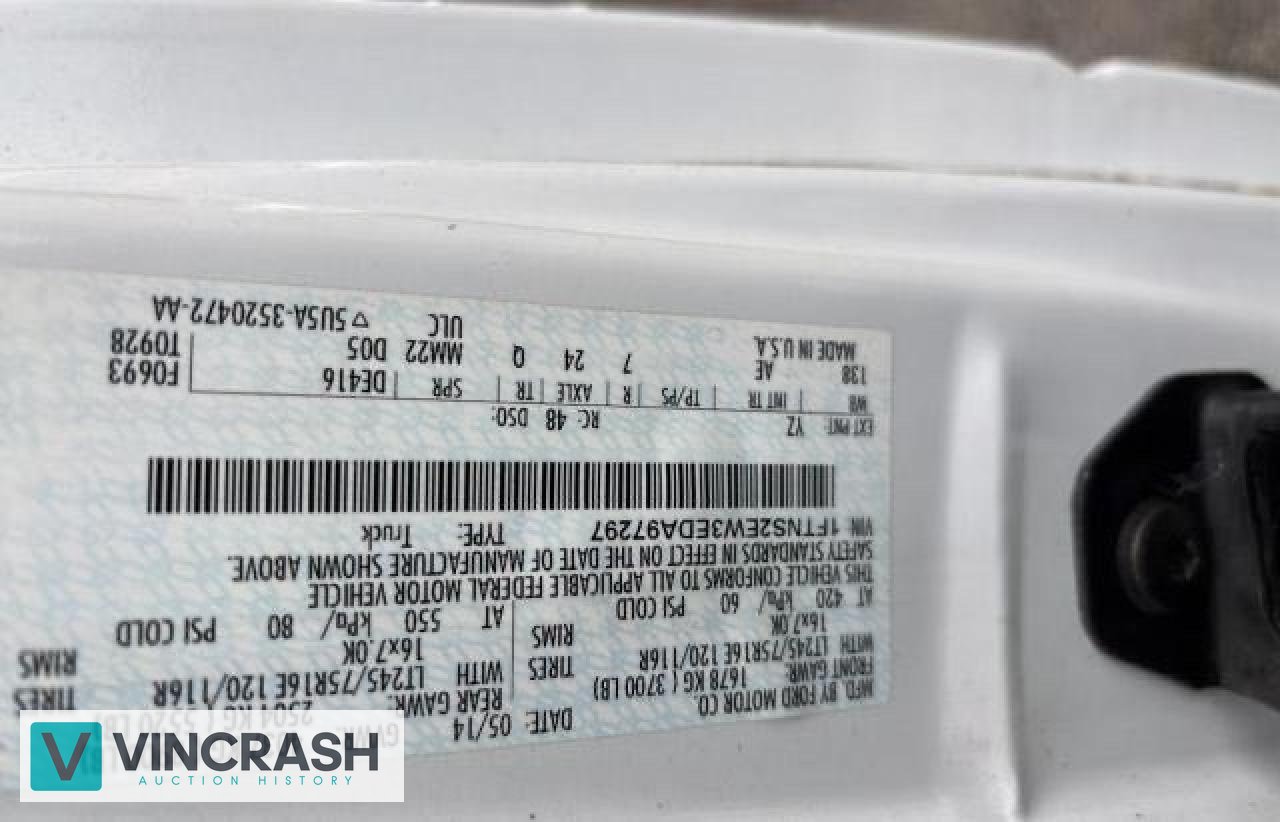 MFD. BY FORD MOTOR CO.
DATE: 05/14
FRONT GAWR: REAR GAWR:
1678 KG ( 3700 LB) 2504 KG ( 5520 LB
WITH LT245/75R16E 120/116R TIRES WITH LT245/75R16E 120/116R TIRES
16x7.0K RIMS 16x7.0K RIMS
AT 420 kPa/ 60 PSI COLD AT 550 kPa/ 80 PSI COLD
THIS VEHICLE CONFORMS TO ALL APPLICABLE FEDERAL MOTOR VEHICLE
SAFETY STANDARDS IN EFFECT ON THE DATE OF MANUFACTURE SHOWN ABOVE.
VIN: 1FTNS2EW3EDA97297 TYPE: Truck
EXT PNT: YZ RC: 48 DSO:
WB INT TR TP/PS R AXLE TR SPR DE416 F0693
138 AE 7 24 Q MM22 D05 T0928
MADE IN U.S.A. ULC △ 5U5A-3520472-AA
VINCRASH
AUCTION HISTORY